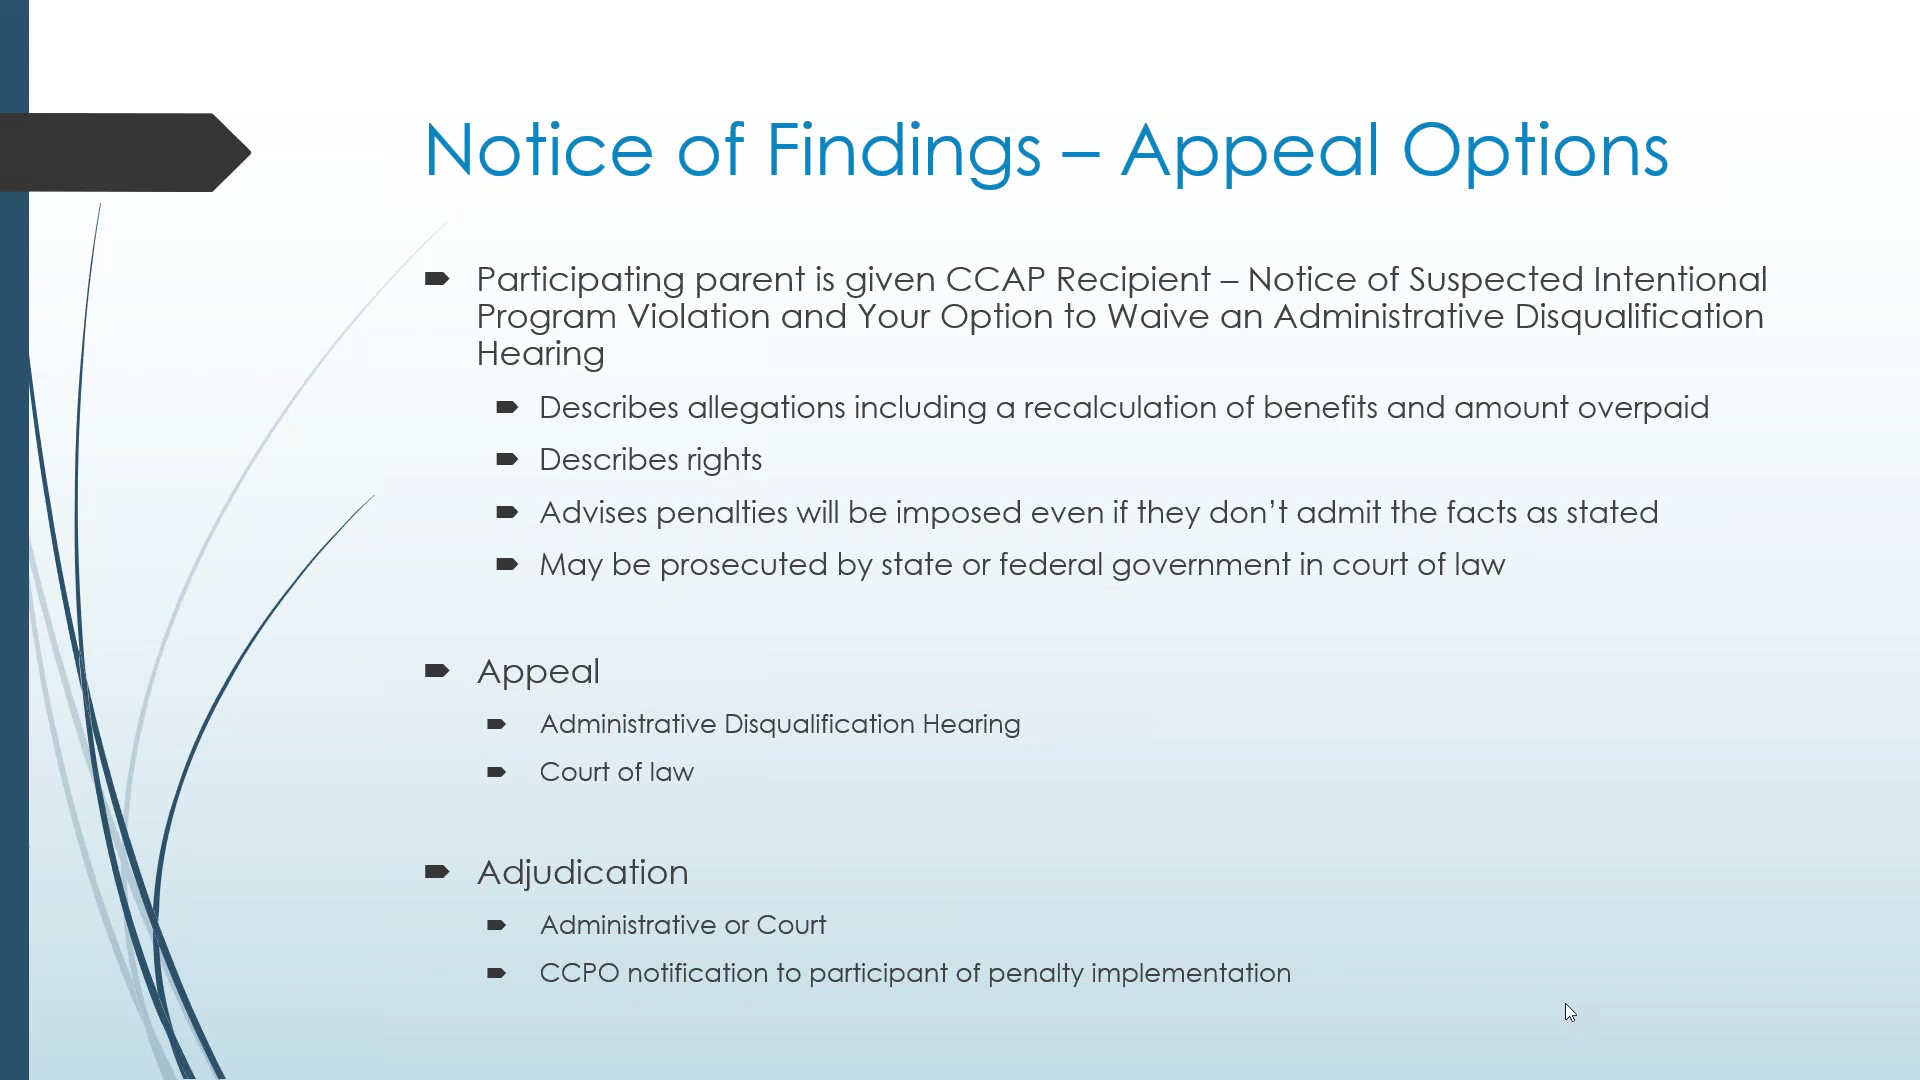 Notice of Findings – Appeal Options
Participating parent is given CCAP Recipient – Notice of Suspected Intentional
Program Violation and Your Option to Waive an Administrative Disqualification
Hearing
Describes allegations including a recalculation of benefits and amount overpaid
Describes rights
Advises penalties will be imposed even if they don’t admit the facts as stated
May be prosecuted by state or federal government in court of law
Appeal
Administrative Disqualification Hearing
Court of law
Adjudication
Administrative or Court
CCPO notification to participant of penalty implementation